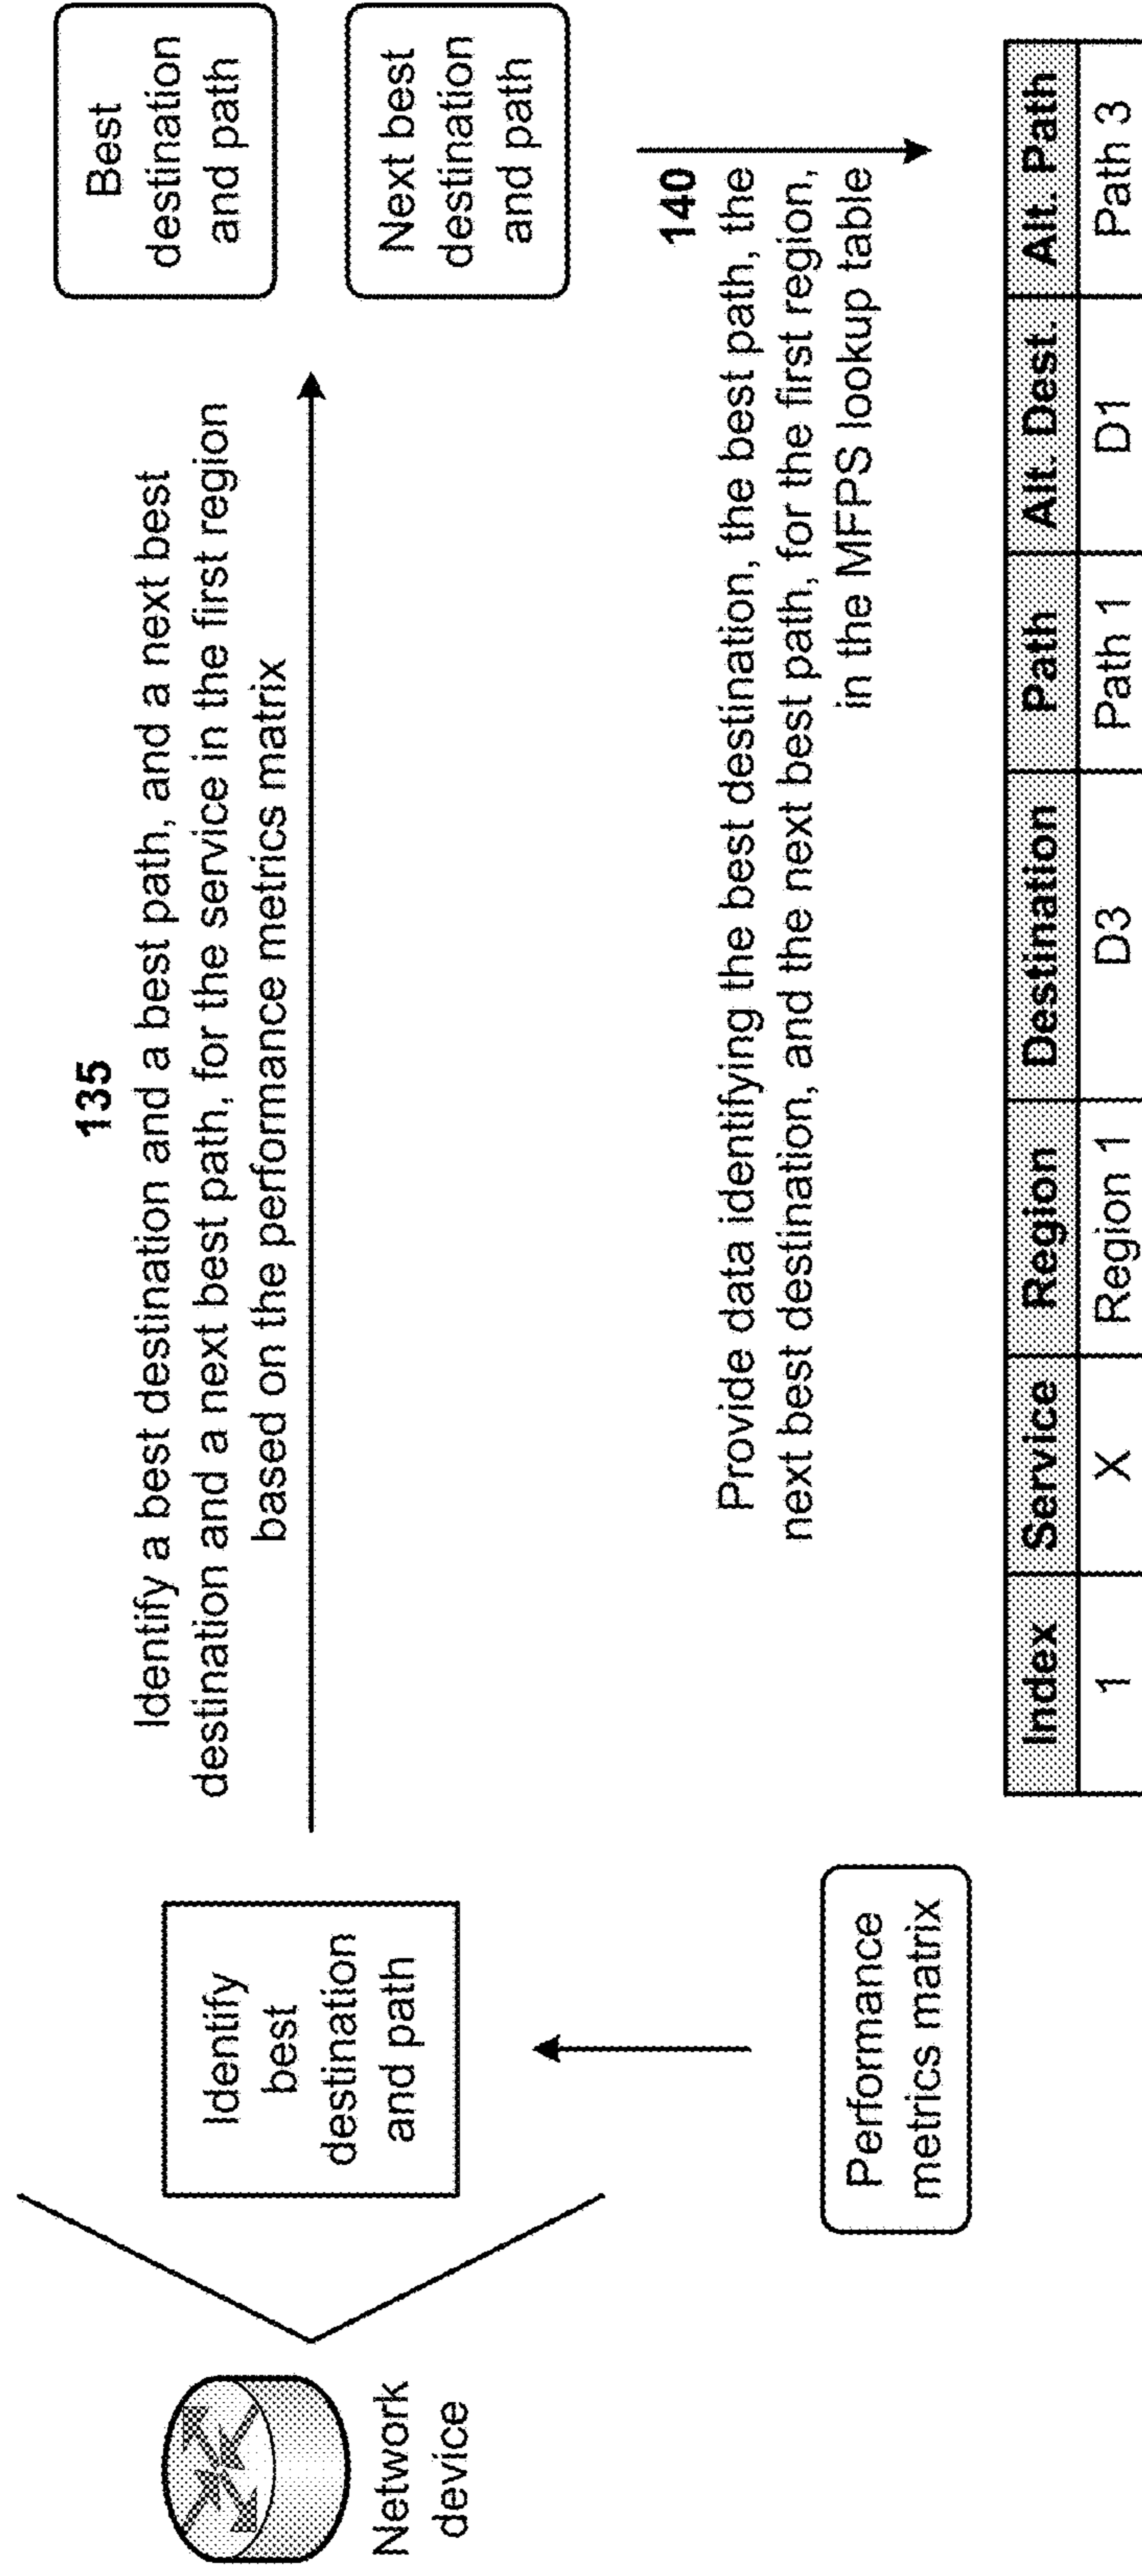 Network
device
Identify
best
destination
and path
Performance
metrics matrix
135
Identify a best destination and a best path, and a next best
destination and a next best path, for the service in the first region
based on the performance metrics matrix
Best
destination
and path
Next best
destination
and path
140
Provide data identifying the best destination, the best path, the
next best destination, and the next best path, for the first region,
in the MFPS lookup table
Index Service Region Destination Path Alt. Dest. Alt. Path
1 X Region 1 D3 Path 1 D1 Path 3